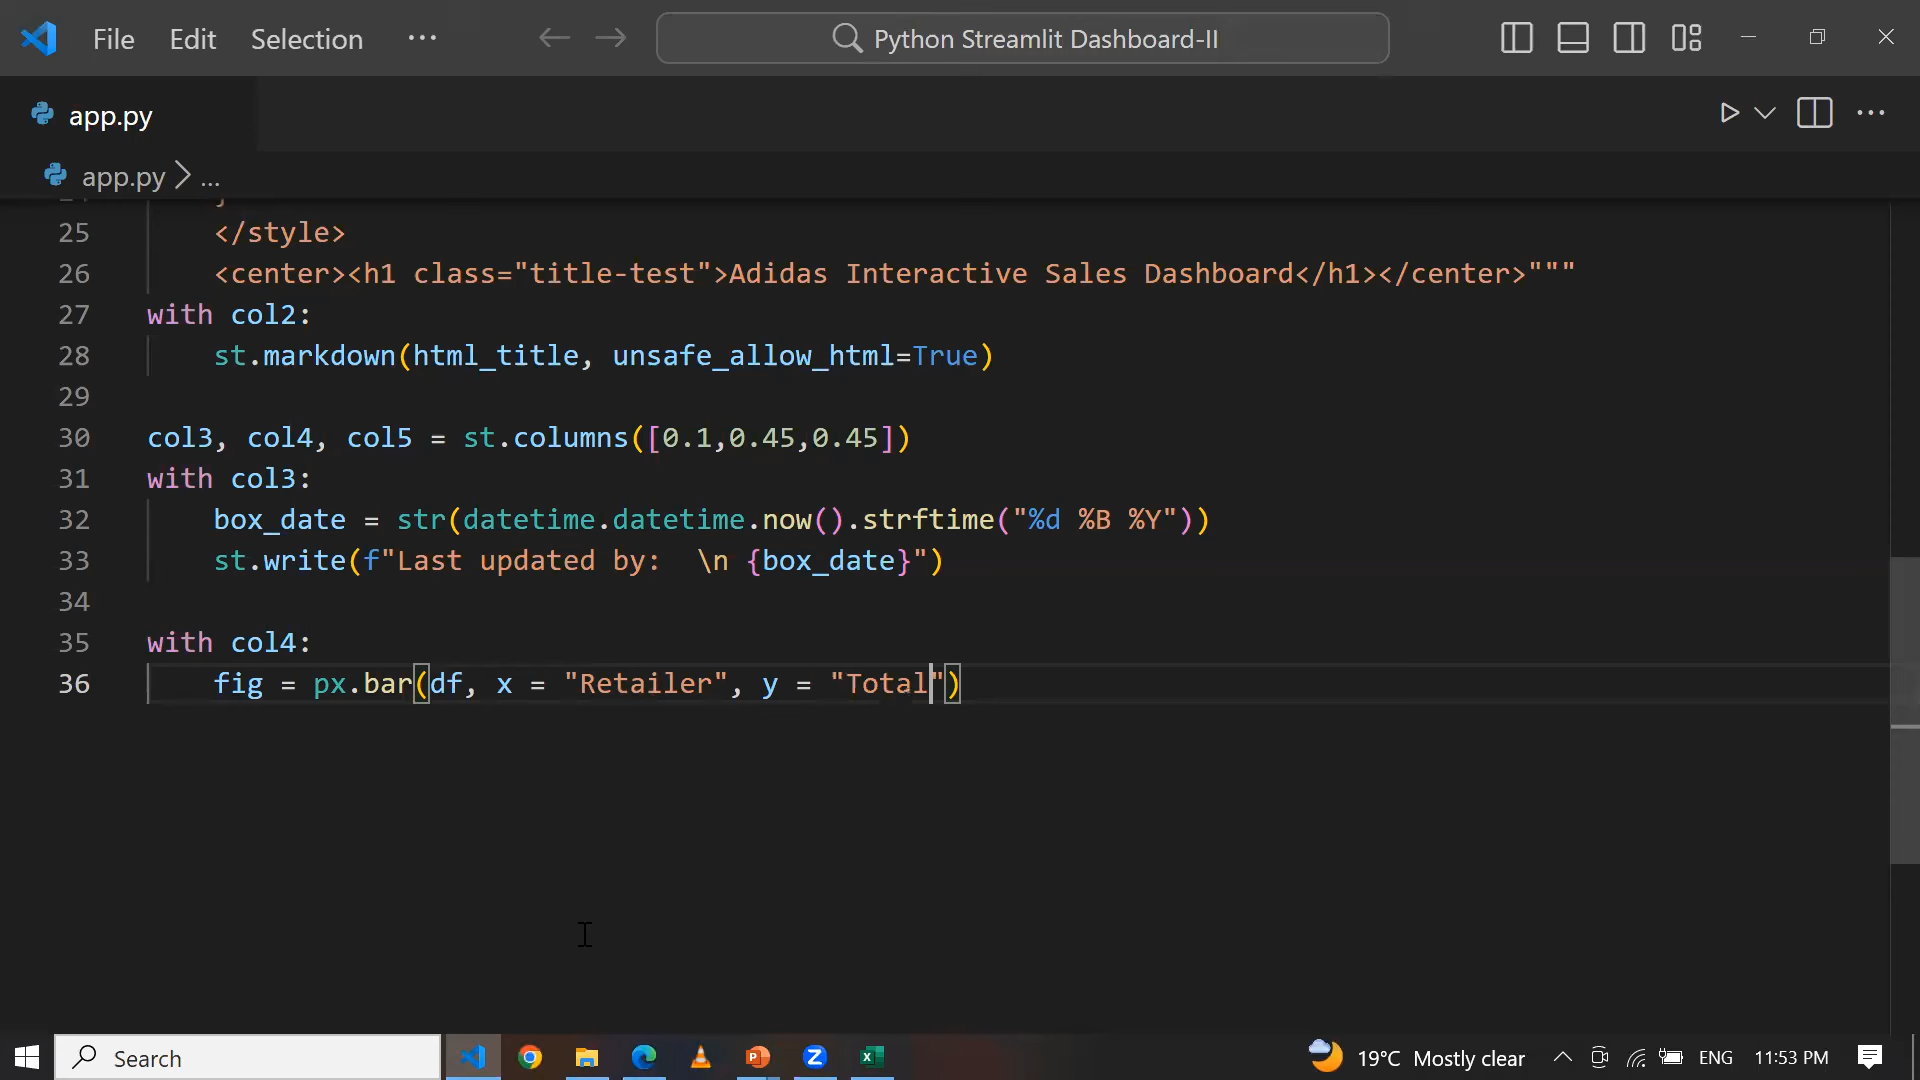 File Edit Selection ··· Python Streamlit Dashboard-II
app.py
app.py > ...
25 </style>
26 <center><h1 class="title-test">Adidas Interactive Sales Dashboard</h1></center>"""
27 with col2:
28 st.markdown(html_title, unsafe_allow_html=True)
29
30 col3, col4, col5 = st.columns([0.1,0.45,0.45])
31 with col3:
32 box_date = str(datetime.datetime.now().strftime("%d %B %Y"))
33 st.write(f"Last updated by:  \n {box_date}")
34
35 with col4:
36 fig = px.bar(df, x = "Retailer", y = "Total")
Search 19°C Mostly clear ENG 11:53 PM